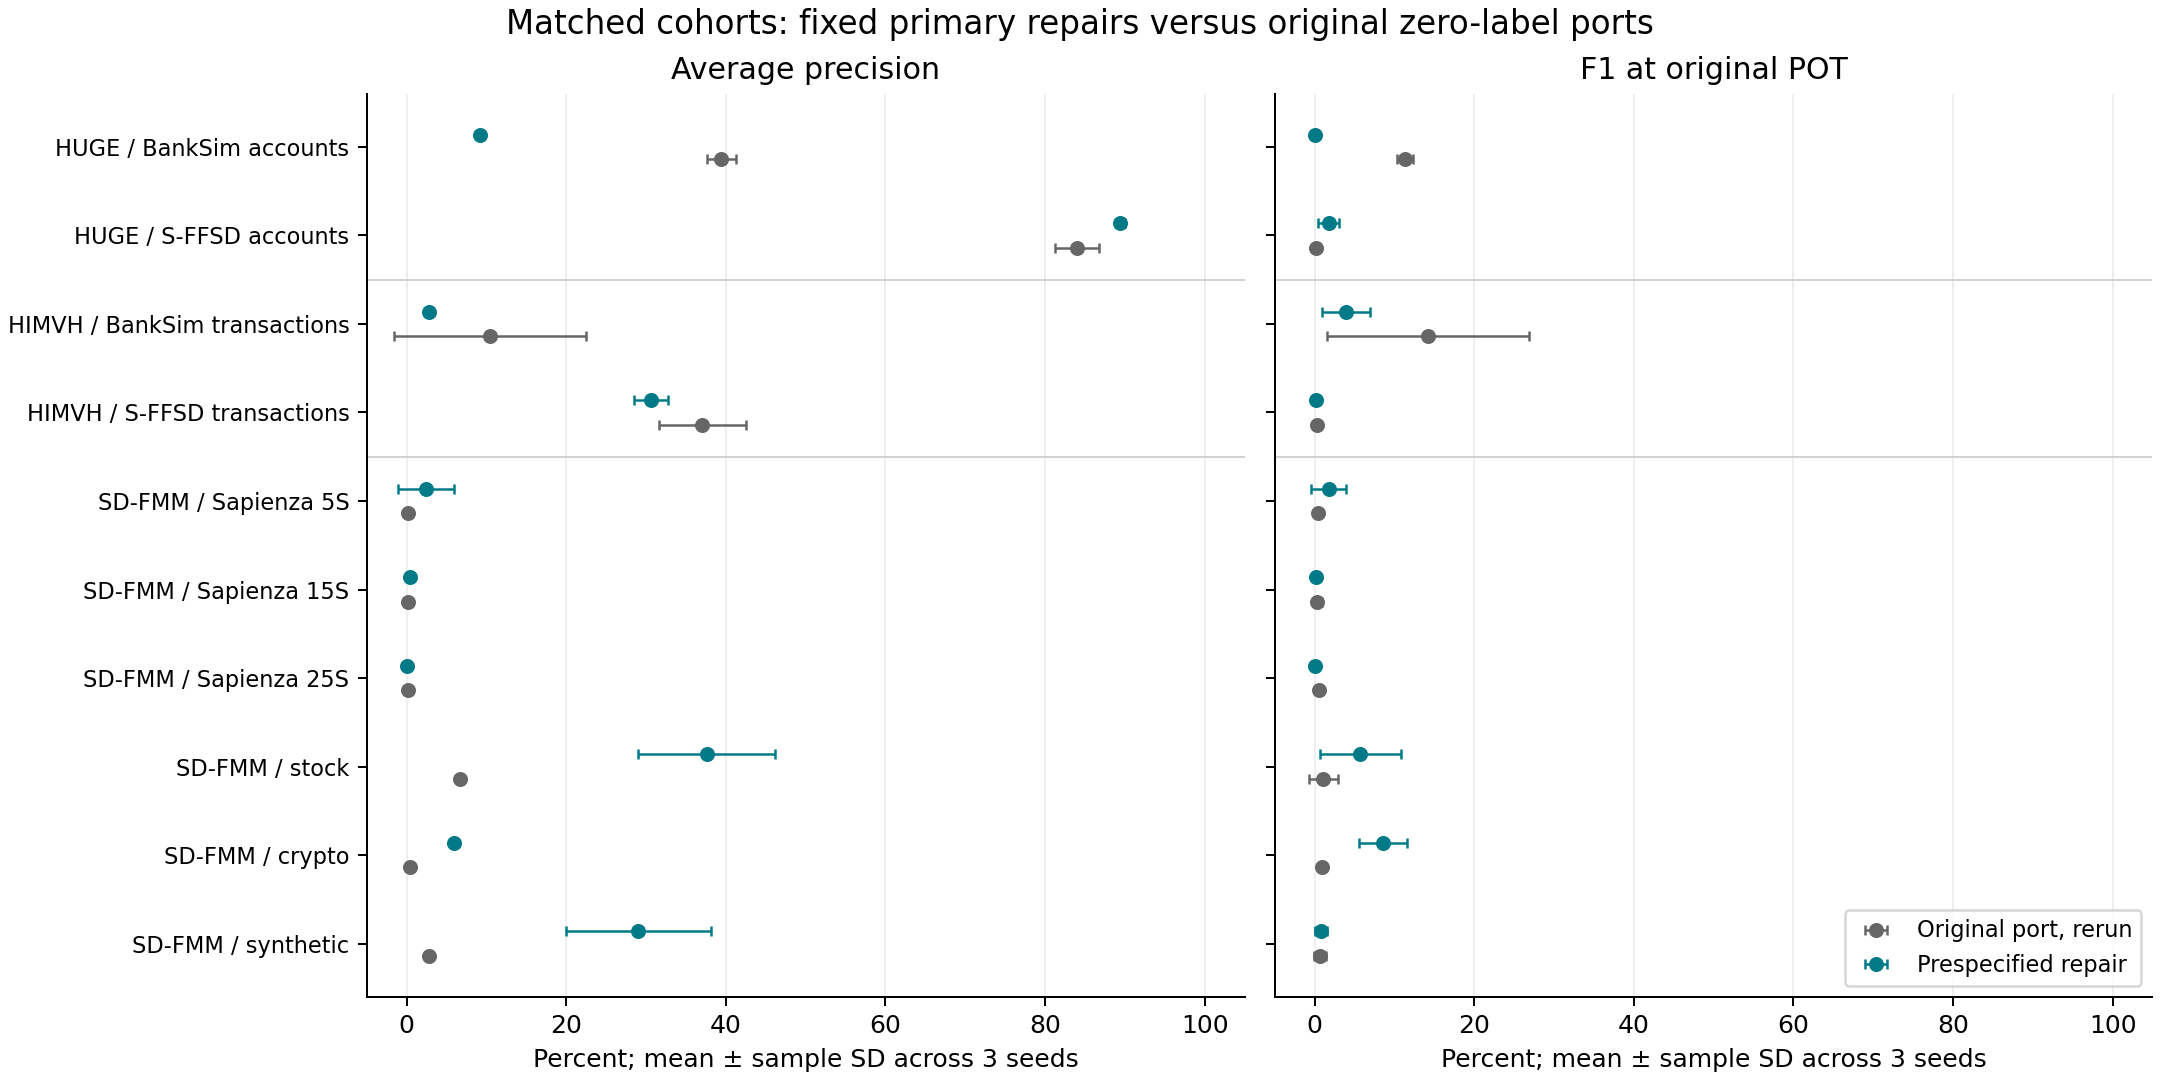 Matched cohorts: fixed primary repairs versus original zero-label ports
Average precision
F1 at original POT
HUGE / BankSim accounts
HUGE / S-FFSD accounts
HIMVH / BankSim transactions
HIMVH / S-FFSD transactions
SD-FMM / Sapienza 5S
SD-FMM / Sapienza 15S
SD-FMM / Sapienza 25S
SD-FMM / stock
SD-FMM / crypto
SD-FMM / synthetic
Original port, rerun
Prespecified repair
0 20 40 60 80 100
0 20 40 60 80 100
Percent; mean ± sample SD across 3 seeds
Percent; mean ± sample SD across 3 seeds